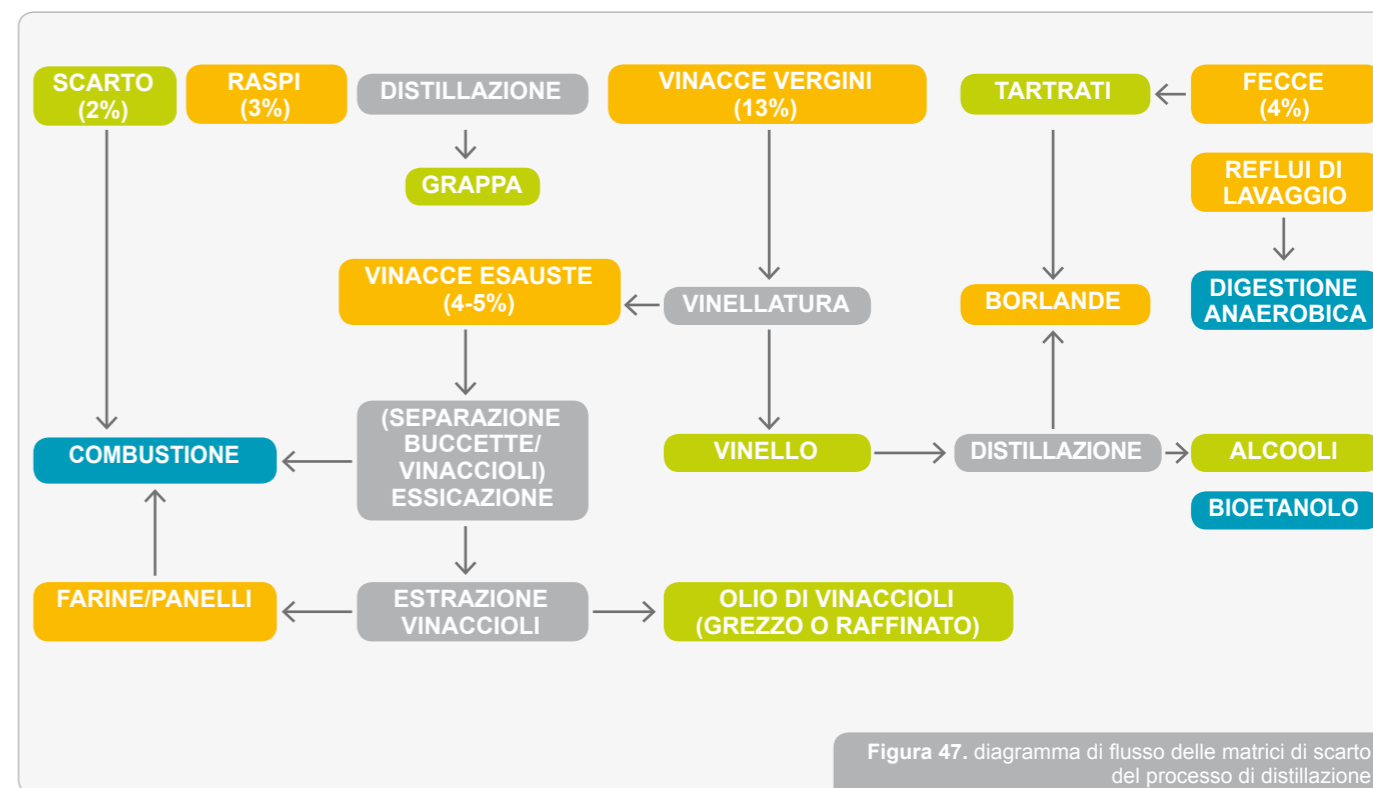 SCARTO
(2%)
RASPI
(3%)
DISTILLAZIONE
VINACCE VERGINI
(13%)
TARTRATI
FECCE
(4%)
GRAPPA
REFLUI DI
LAVAGGIO
VINACCE ESAUSTE
(4-5%)
VINELLATURA
BORLANDE
DIGESTIONE
ANAEROBICA
(SEPARAZIONE
BUCCETTE/
VINACCIOLI)
ESSICAZIONE
COMBUSTIONE
VINELLO
DISTILLAZIONE
ALCOOLI
BIOETANOLO
FARINE/PANELLI
ESTRAZIONE
VINACCIOLI
OLIO DI VINACCIOLI
(GREZZO O RAFFINATO)
Figura 47. diagramma di flusso delle matrici di scarto
del processo di distillazione